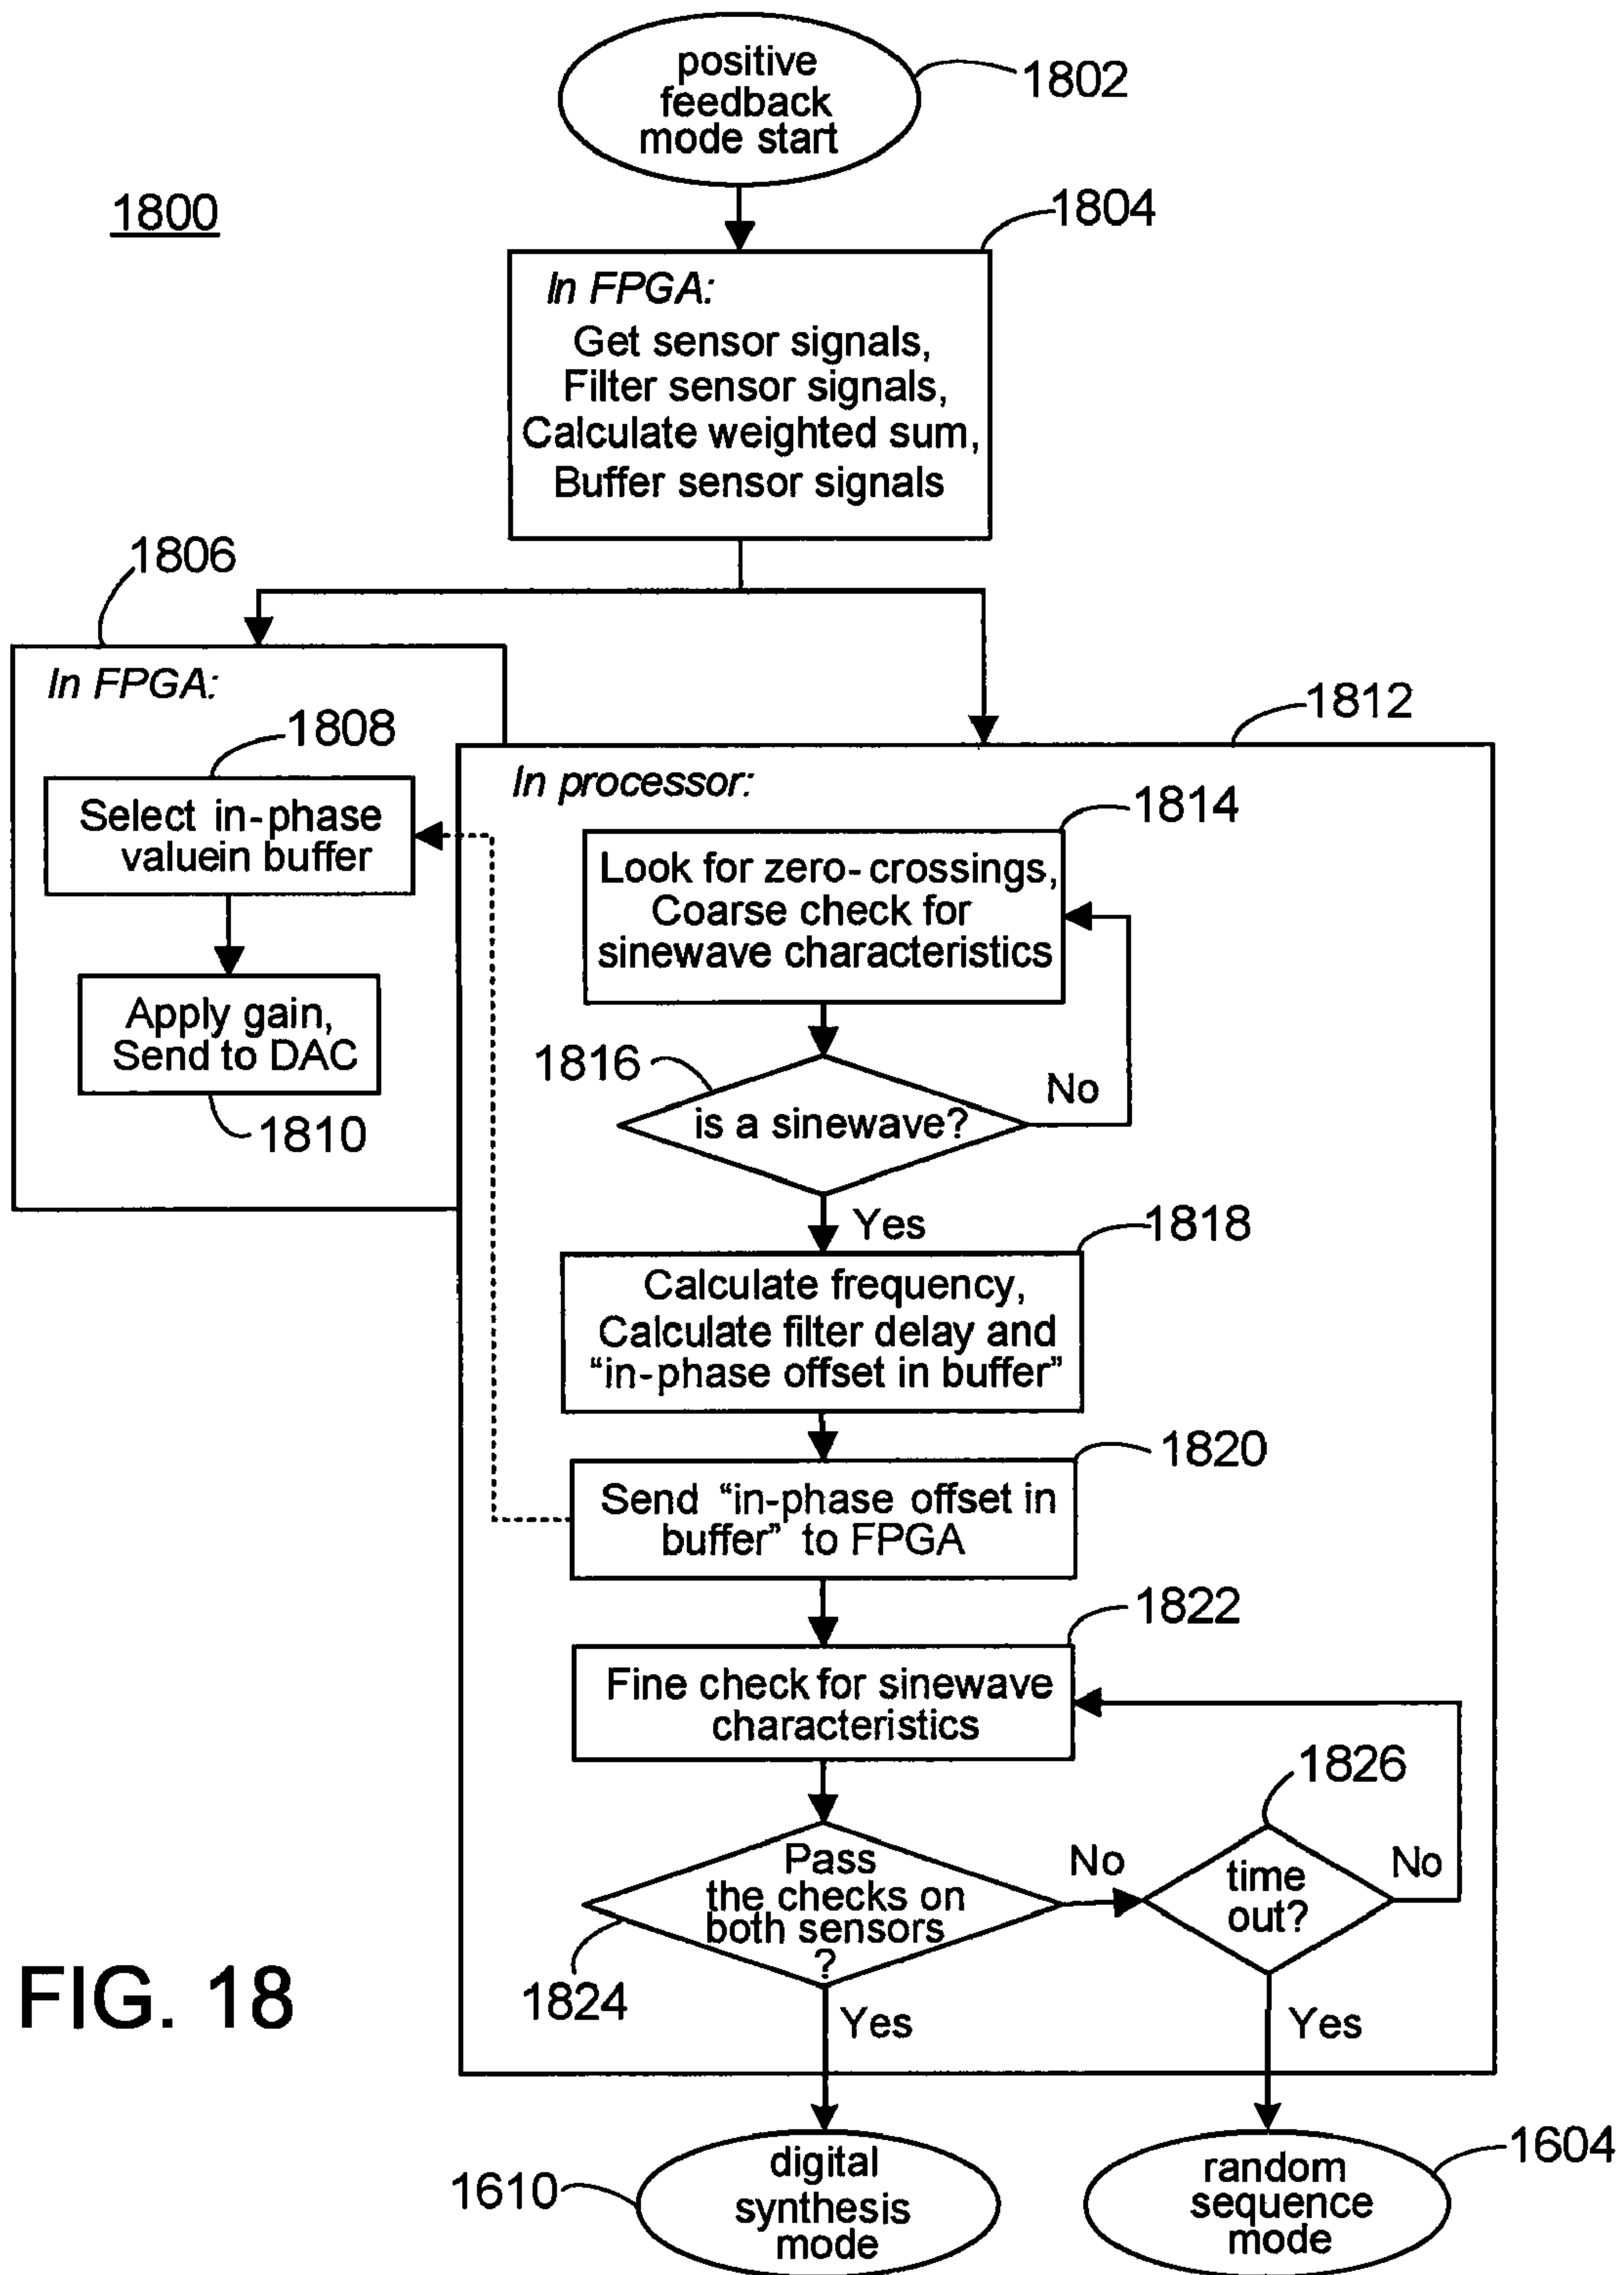 positive
feedback
mode start
1802
1800
1804
In FPGA:
Get sensor signals,
Filter sensor signals,
Calculate weighted sum,
Buffer sensor signals
1806
In FPGA:
1808
Select in-phase
valuein buffer
Apply gain,
Send to DAC
1810
1812
In processor:
1814
Look for zero-crossings,
Coarse check for
sinewave characteristics
1816
is a sinewave?
No
Yes
1818
Calculate frequency,
Calculate filter delay and
“in-phase offset in buffer”
1820
Send “in-phase offset in
buffer” to FPGA
1822
Fine check for sinewave
characteristics
1826
Pass
the checks on
both sensors
?
No
time
out?
No
1824
Yes
Yes
FIG. 18
1610
digital
synthesis
mode
random
sequence
mode
1604